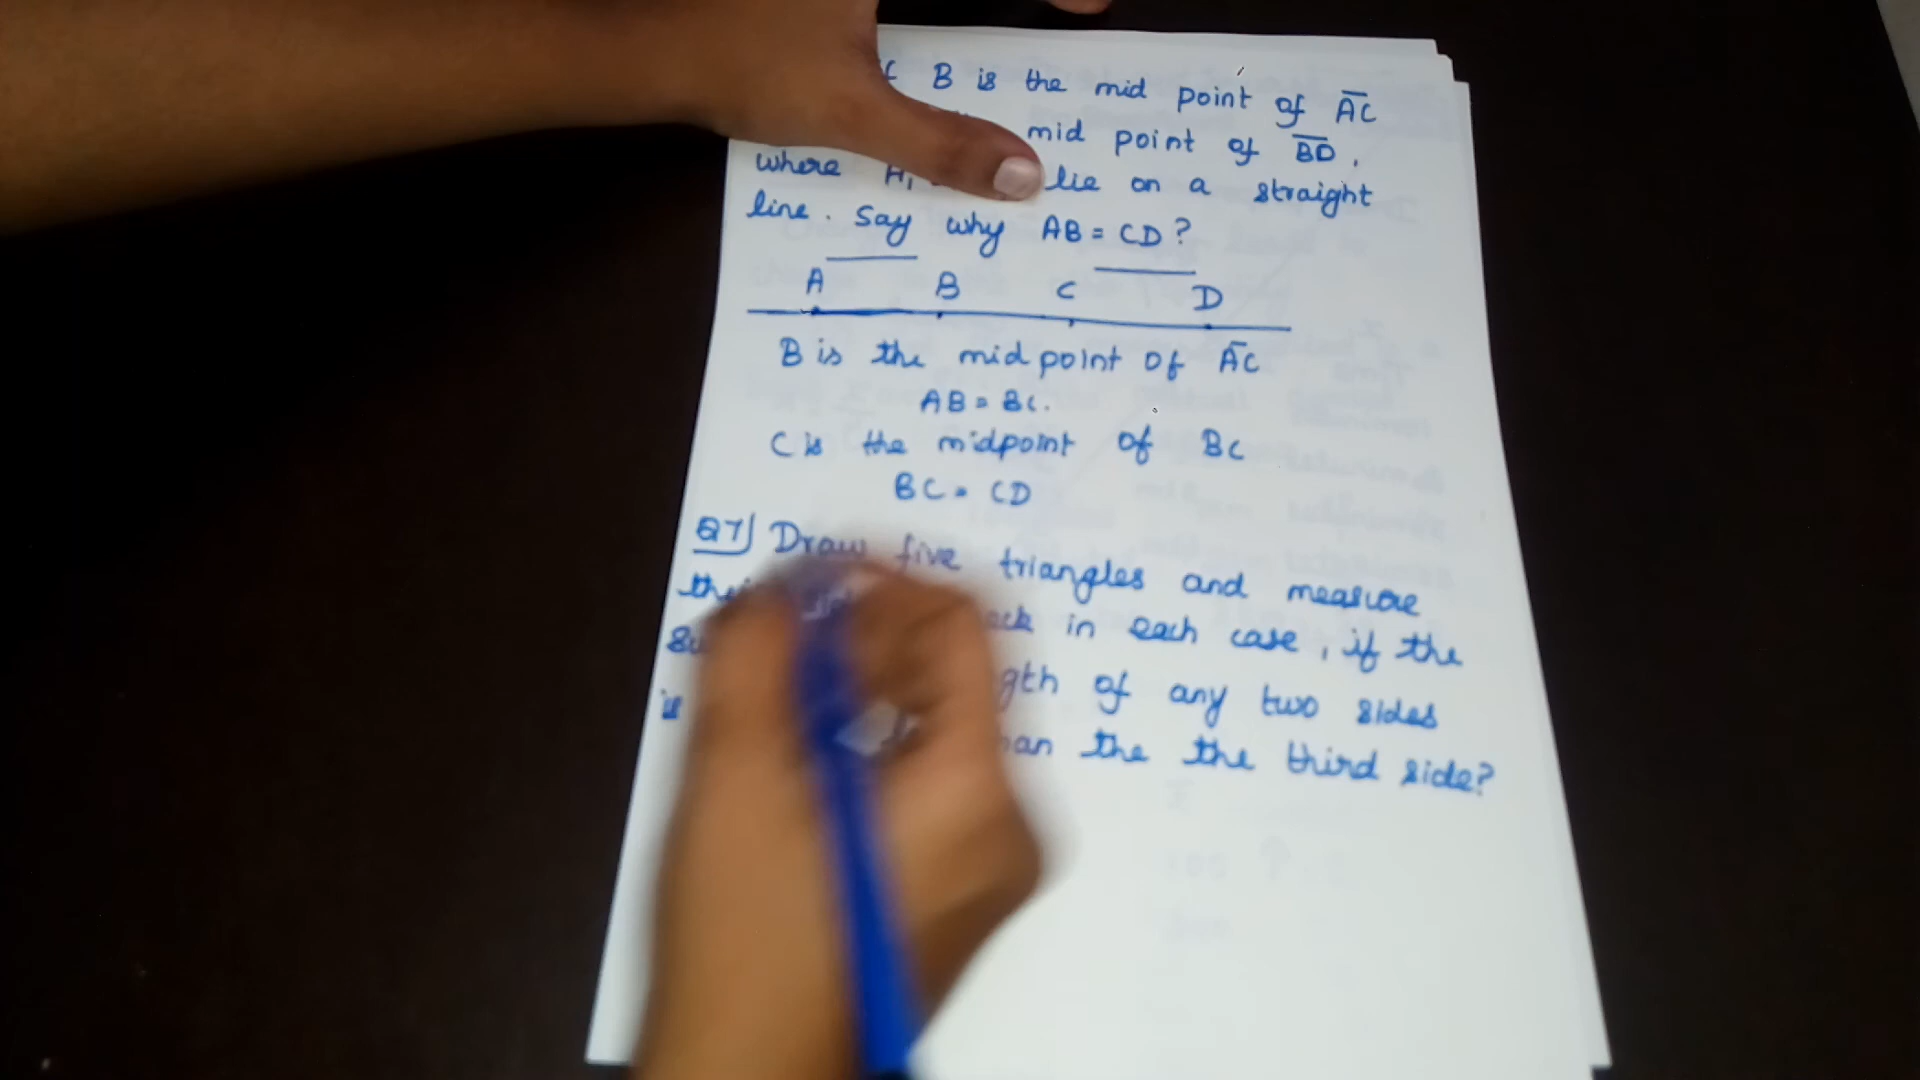 B is the mid point of AC
mid point of BD,
where A, lie on a straight
line. Say why AB = CD?
A B C D
B is the midpoint of AC
AB = BC.
C is the midpoint of BC
BC = CD
Q7) Draw five triangles and measure
in each case, if the
of any two sides
is the the third side?